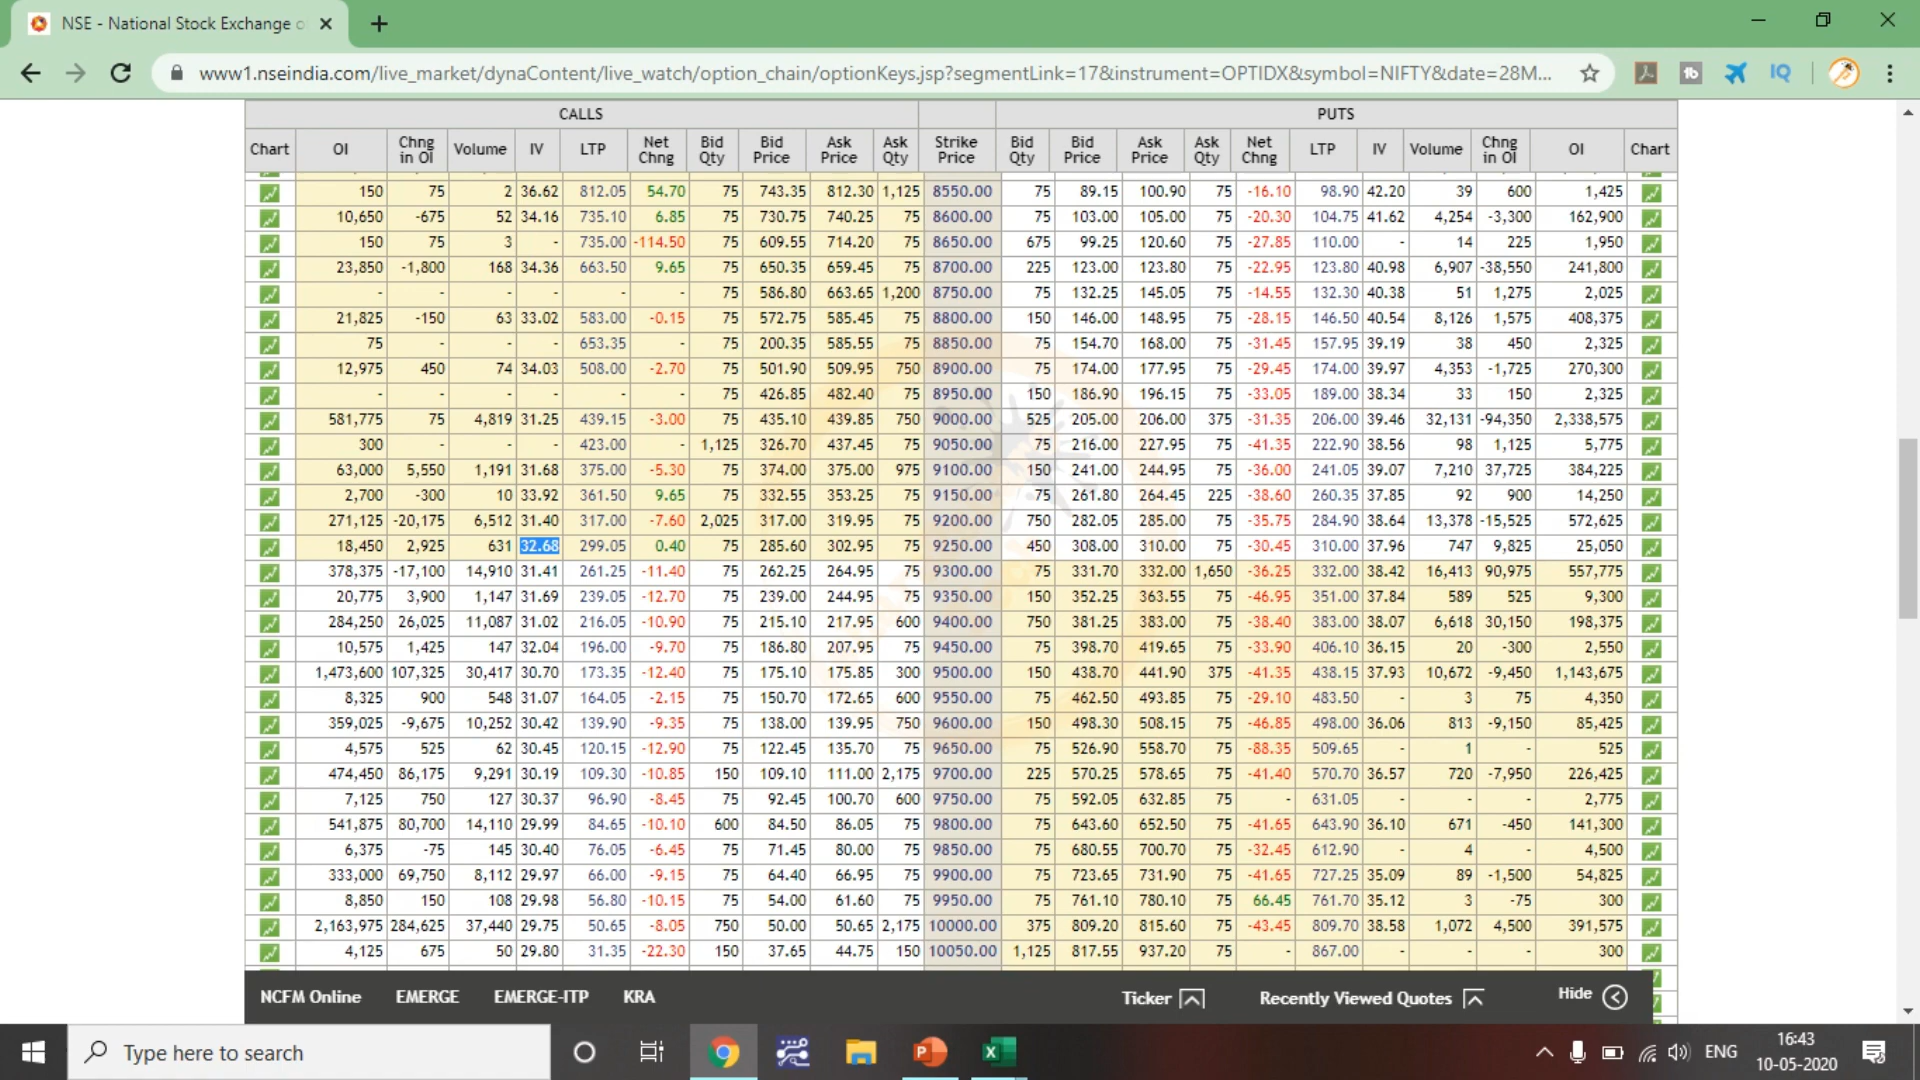 NSE - National Stock Exchange o
www1.nseindia.com/live_market/dynaContent/live_watch/option_chain/optionKeys.jsp?segmentLink=17&instrument=OPTIDX&symbol=NIFTY&date=28M...
CALLS PUTS
Chart OI Chng in OI Volume IV LTP Net Chng Bid Qty Bid Price Ask Price Ask Qty Strike Price Bid Qty Bid Price Ask Price Ask Qty Net Chng LTP IV Volume Chng in OI OI Chart
150 75 2 36.62 812.05 54.70 75 743.35 812.30 1,125 8550.00 75 89.15 100.90 75 -16.10 98.90 42.20 39 600 1,425
10,650 -675 52 34.16 735.10 6.85 75 730.75 740.25 75 8600.00 75 103.00 105.00 75 -20.30 104.75 41.62 4,254 -3,300 162,900
150 75 3 - 735.00 -114.50 75 609.55 714.20 75 8650.00 675 99.25 120.60 75 -27.85 110.00 - 14 225 1,950
23,850 -1,800 168 34.36 663.50 9.65 75 650.35 659.45 75 8700.00 225 123.00 123.80 75 -22.95 123.80 40.98 6,907 -38,550 241,800
- - - - - - 75 586.80 663.65 1,200 8750.00 75 132.25 145.05 75 -14.55 132.30 40.38 51 1,275 2,025
21,825 -150 63 33.02 583.00 -0.15 75 572.75 585.45 75 8800.00 150 146.00 148.95 75 -28.15 146.50 40.54 8,126 1,575 408,375
75 - - - 653.35 - 75 200.35 585.55 75 8850.00 75 154.70 168.00 75 -31.45 157.95 39.19 38 450 2,325
12,975 450 74 34.03 508.00 -2.70 75 501.90 509.95 750 8900.00 75 174.00 177.95 75 -29.45 174.00 39.97 4,353 -1,725 270,300
- - - - - - 75 426.85 482.40 75 8950.00 150 186.90 196.15 75 -33.05 189.00 38.34 33 150 2,325
581,775 75 4,819 31.25 439.15 -3.00 75 435.10 439.85 750 9000.00 525 205.00 206.00 375 -31.35 206.00 39.46 32,131 -94,350 2,338,575
300 - - - 423.00 - 1,125 326.70 437.45 75 9050.00 75 216.00 227.95 75 -41.35 222.90 38.56 98 1,125 5,775
63,000 5,550 1,191 31.68 375.00 -5.30 75 374.00 375.00 975 9100.00 150 241.00 244.95 75 -36.00 241.05 39.07 7,210 37,725 384,225
2,700 -300 10 33.92 361.50 9.65 75 332.55 353.25 75 9150.00 75 261.80 264.45 225 -38.60 260.35 37.85 92 900 14,250
271,125 -20,175 6,512 31.40 317.00 -7.60 2,025 317.00 319.95 75 9200.00 750 282.05 285.00 75 -35.75 284.90 38.64 13,378 -15,525 572,625
18,450 2,925 631 32.68 299.05 0.40 75 285.60 302.95 75 9250.00 450 308.00 310.00 75 -30.45 310.00 37.96 747 9,825 25,050
378,375 -17,100 14,910 31.41 261.25 -11.40 75 262.25 264.95 75 9300.00 75 331.70 332.00 1,650 -36.25 332.00 38.42 16,413 90,975 557,775
20,775 3,900 1,147 31.69 239.05 -12.70 75 239.00 244.95 75 9350.00 150 352.25 363.55 75 -46.95 351.00 37.84 589 525 9,300
284,250 26,025 11,087 31.02 216.05 -10.90 75 215.10 217.95 600 9400.00 750 381.25 383.00 75 -38.40 383.00 38.07 6,618 30,150 198,375
10,575 1,425 147 32.04 196.00 -9.70 75 186.80 207.95 75 9450.00 75 398.70 419.65 75 -33.90 406.10 36.15 20 -300 2,550
1,473,600 107,325 30,417 30.70 173.35 -12.40 75 175.10 175.85 300 9500.00 150 438.70 441.90 375 -41.35 438.15 37.93 10,672 -9,450 1,143,675
8,325 900 548 31.07 164.05 -2.15 75 150.70 172.65 600 9550.00 75 462.50 493.85 75 -29.10 483.50 - 3 75 4,350
359,025 -9,675 10,252 30.42 139.90 -9.35 75 138.00 139.95 750 9600.00 150 498.30 508.15 75 -46.85 498.00 36.06 813 -9,150 85,425
4,575 525 62 30.45 120.15 -12.90 75 122.45 135.70 75 9650.00 75 526.90 558.70 75 -88.35 509.65 - 1 - 525
474,450 86,175 9,291 30.19 109.30 -10.85 150 109.10 111.00 2,175 9700.00 225 570.25 578.65 75 -41.40 570.70 36.57 720 -7,950 226,425
7,125 750 127 30.37 96.90 -8.45 75 92.45 100.70 600 9750.00 75 592.05 632.85 75 - 631.05 - - - 2,775
541,875 80,700 14,110 29.99 84.65 -10.10 600 84.50 86.05 75 9800.00 75 643.60 652.50 75 -41.65 643.90 36.10 671 -450 141,300
6,375 -75 145 30.40 76.05 -6.45 75 71.45 80.00 75 9850.00 75 680.55 700.70 75 -32.45 612.90 - 4 - 4,500
333,000 69,750 8,112 29.97 66.00 -9.15 75 64.40 66.95 75 9900.00 75 723.65 731.90 75 -41.65 727.25 35.09 89 -1,500 54,825
8,850 150 108 29.98 56.80 -10.15 75 54.00 61.60 75 9950.00 75 761.10 780.10 75 66.45 761.70 35.12 3 -75 300
2,163,975 284,625 37,440 29.75 50.65 -8.05 750 50.00 50.65 2,175 10000.00 375 809.20 815.60 75 -43.45 809.70 38.58 1,072 4,500 391,575
4,125 675 50 29.80 31.35 -22.30 150 37.65 44.75 150 10050.00 1,125 817.55 937.20 75 - 867.00 - - - 300
NCFM Online EMERGE EMERGE-ITP KRA Ticker Recently Viewed Quotes Hide
Type here to search
ENG
16:43
10-05-2020